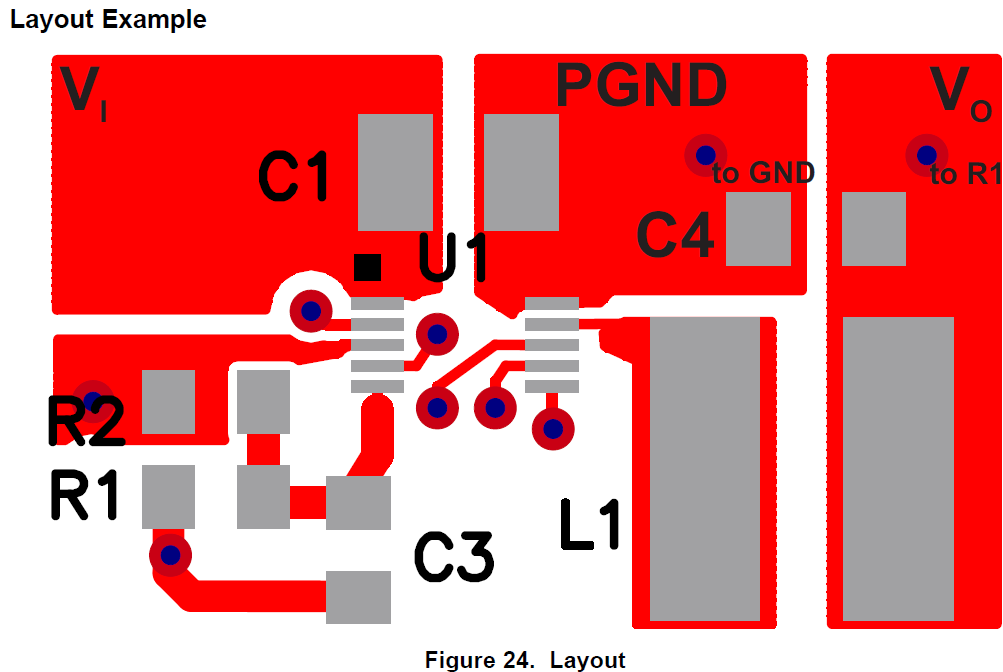 Layout Example
VI
PGND
VO
C1
to GND
to R1
C4
U1
R2
R1
L1
C3
Figure 24. Layout